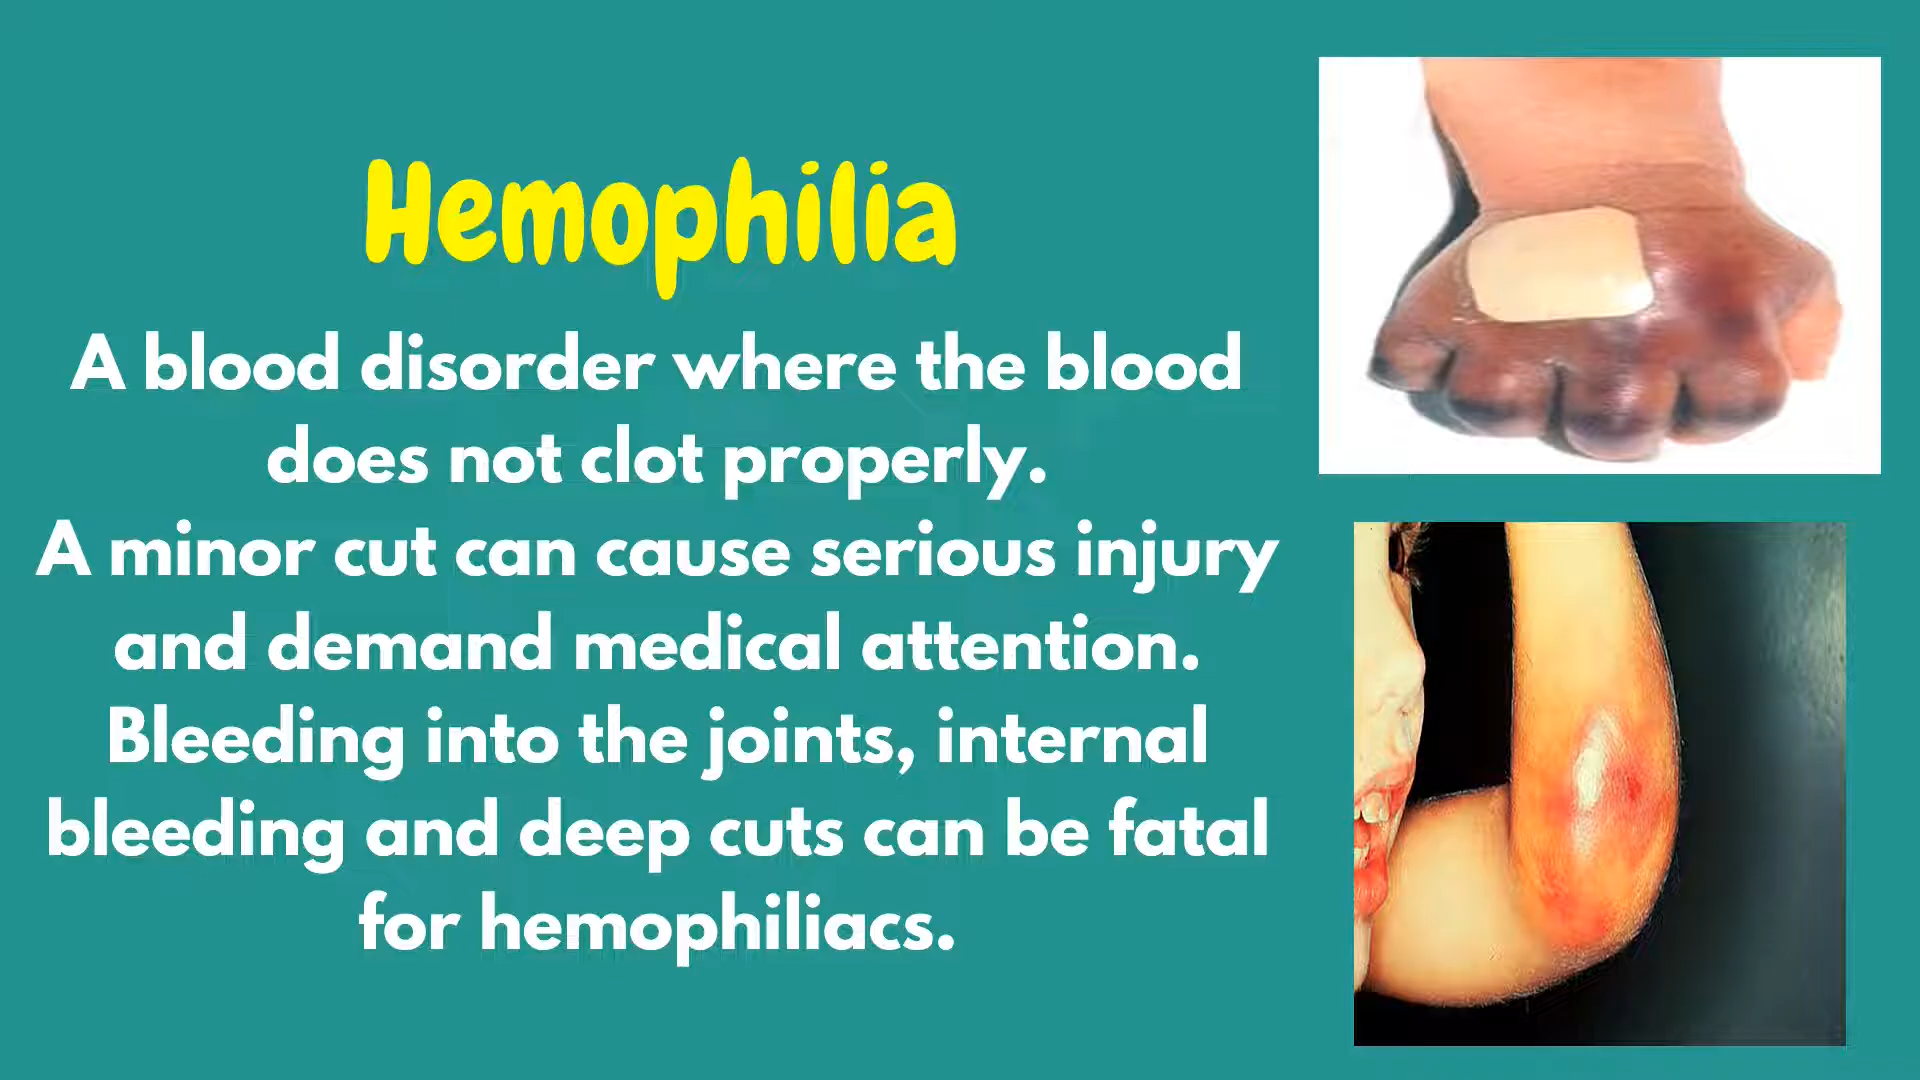 Hemophilia
A blood disorder where the blood
does not clot properly.
A minor cut can cause serious injury
and demand medical attention.
Bleeding into the joints, internal
bleeding and deep cuts can be fatal
for hemophiliacs.